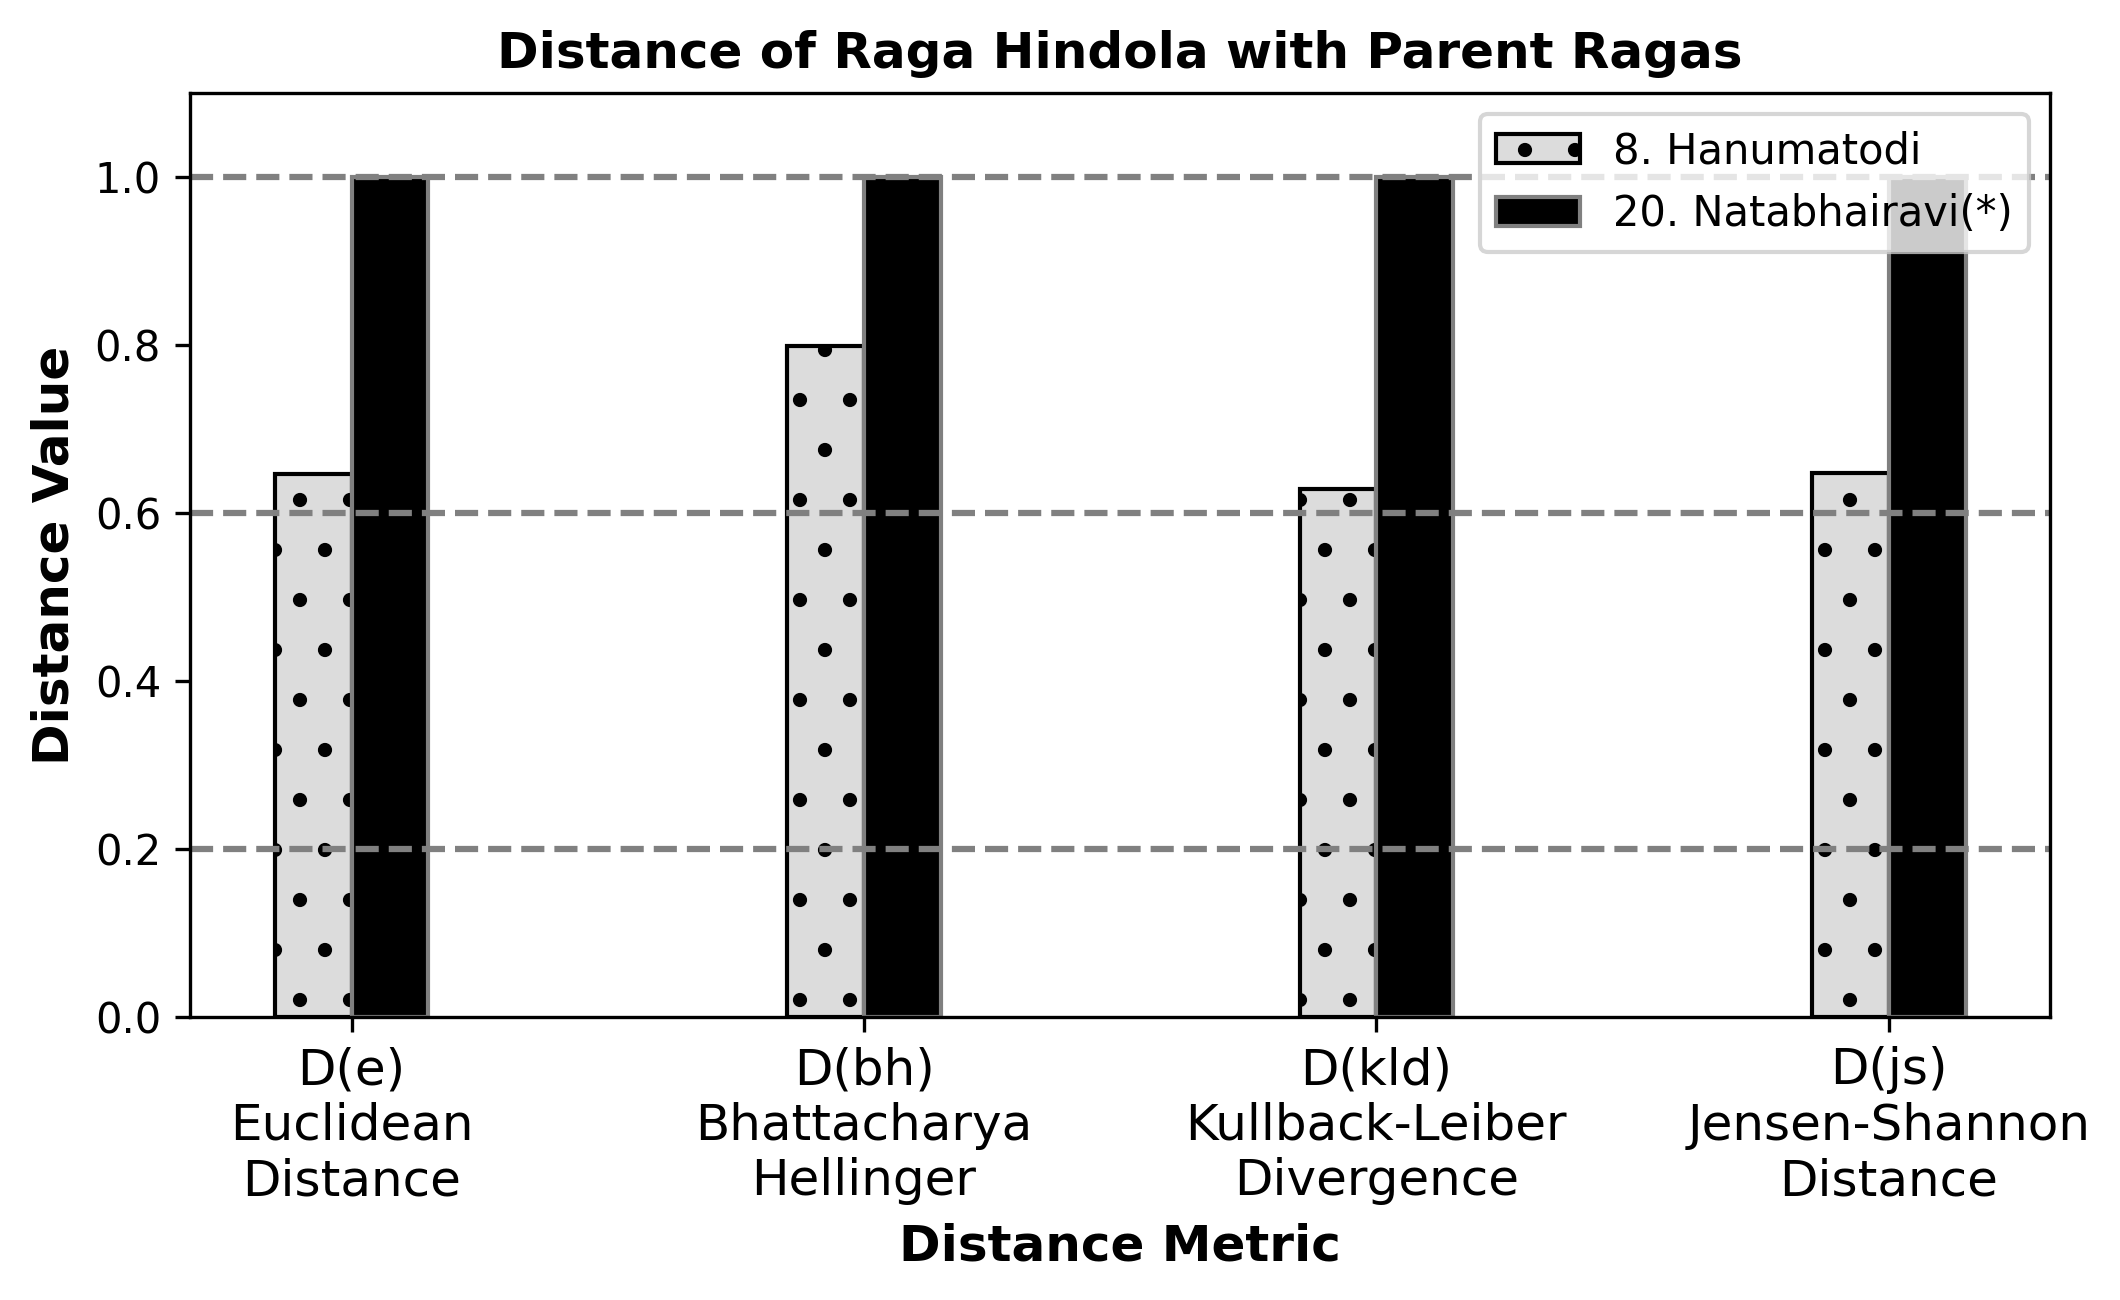 Distance of Raga Hindola with Parent Ragas
8. Hanumatodi
20. Natabhairavi(*)
Distance Value
1.0
0.8
0.6
0.4
0.2
0.0
D(e)
Euclidean
Distance
D(bh)
Bhattacharya
Hellinger
D(kld)
Kullback-Leiber
Divergence
D(js)
Jensen-Shannon
Distance
Distance Metric